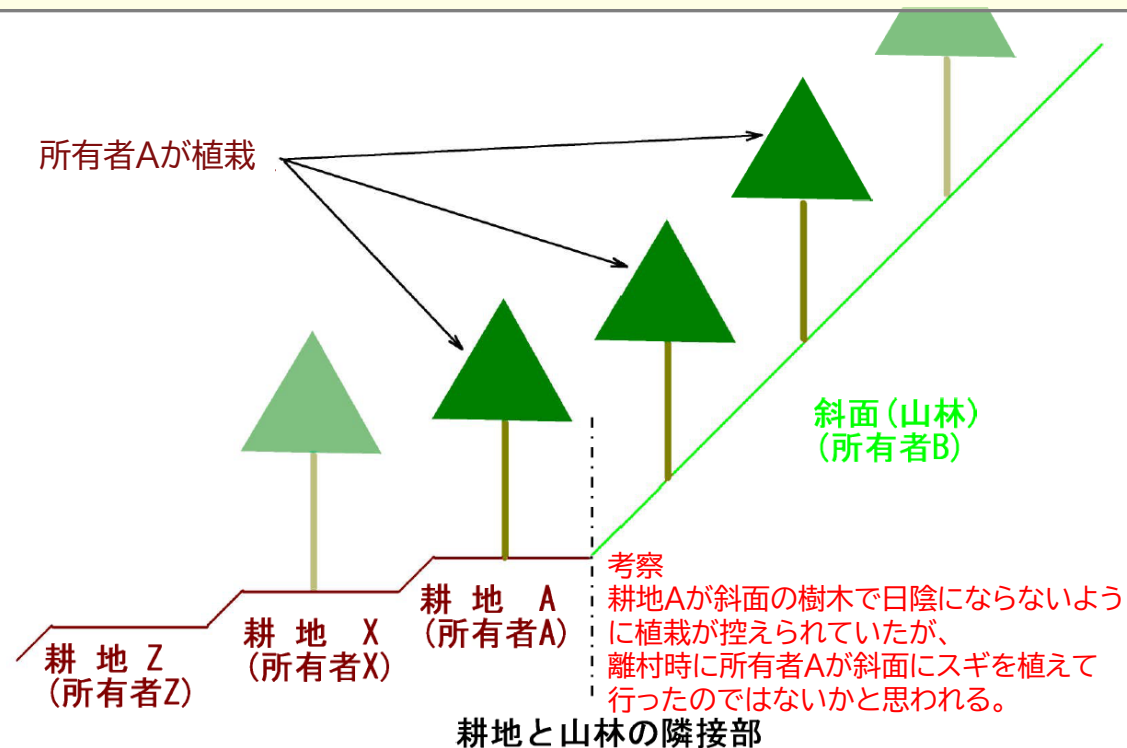 所有者Aが植栽
斜面(山林)
(所有者B)
考察
耕地Aが斜面の樹木で日陰にならないよう
に植栽が控えられていたが、
離村時に所有者Aが斜面にスギを植えて
行ったのではないかと思われる。
耕 地 A
(所有者A)
耕 地 X
(所有者X)
耕 地 Z
(所有者Z)
耕地と山林の隣接部